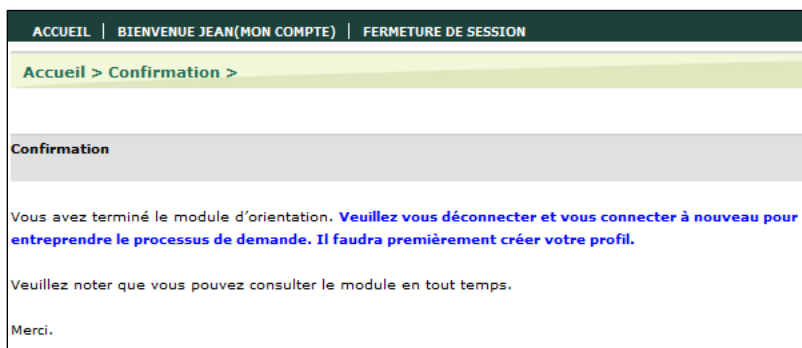 ACCUEIL | BIENVENUE JEAN(MON COMPTE) | FERMETURE DE SESSION
Accueil > Confirmation >
Confirmation
Vous avez terminé le module d'orientation. Veuillez vous déconnecter et vous connecter à nouveau pour
entreprendre le processus de demande. Il faudra premièrement créer votre profil.
Veuillez noter que vous pouvez consulter le module en tout temps.
Merci.